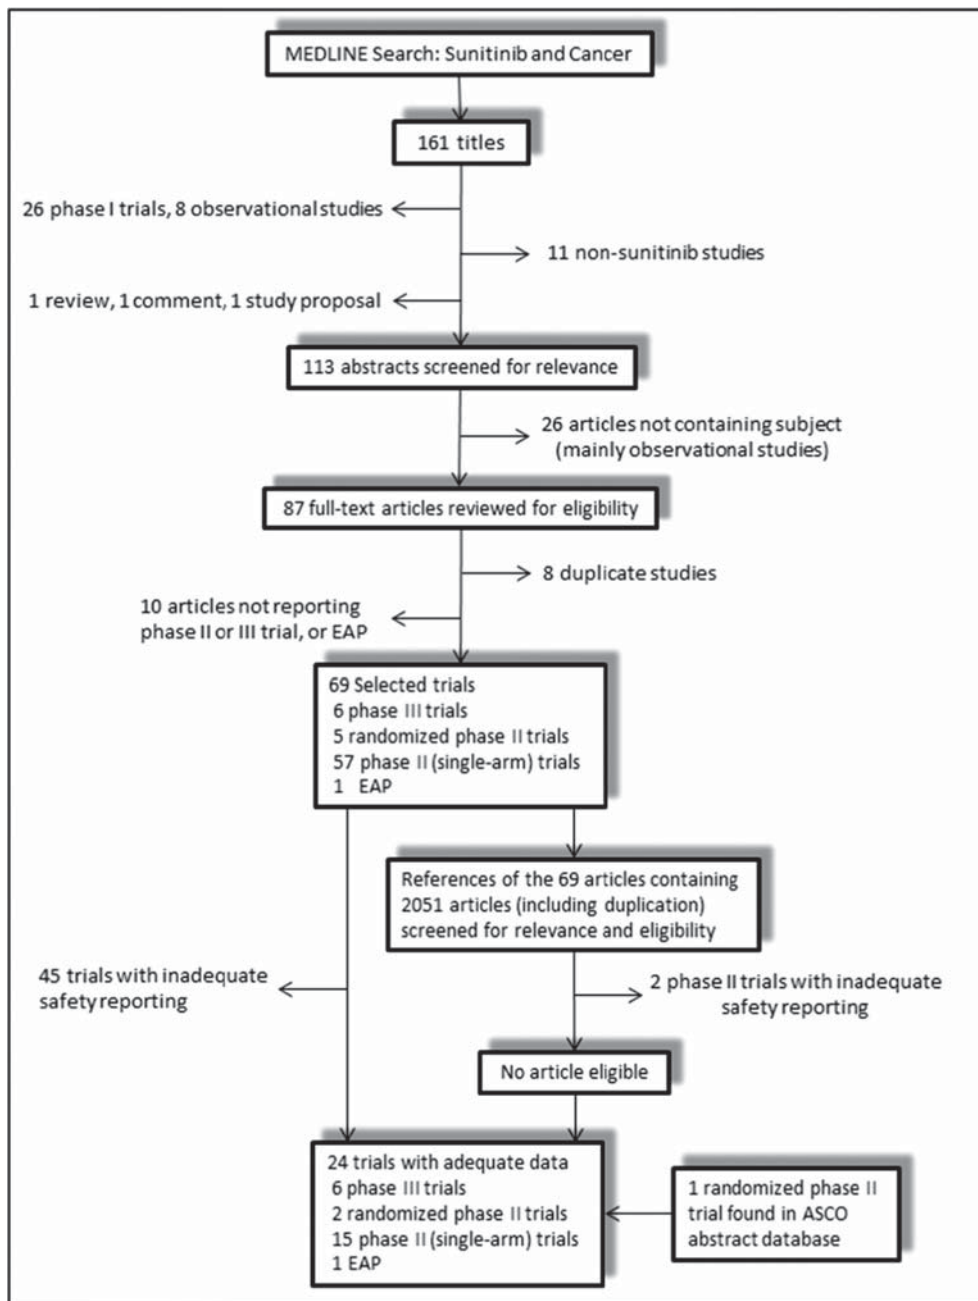 MEDLINE Search: Sunitinib and Cancer
161 titles
26 phase I trials, 8 observational studies
11 non-sunitinib studies
1 review, 1 comment, 1 study proposal
113 abstracts screened for relevance
26 articles not containing subject
(mainly observational studies)
87 full-text articles reviewed for eligibility
8 duplicate studies
10 articles not reporting
phase II or III trial, or EAP
69 Selected trials
6 phase III trials
5 randomized phase II trials
57 phase II (single-arm) trials
1 EAP
References of the 69 articles containing
2051 articles (including duplication)
screened for relevance and eligibility
45 trials with inadequate
safety reporting
2 phase II trials with inadequate
safety reporting
No article eligible
24 trials with adequate data
6 phase III trials
2 randomized phase II trials
15 phase II (single-arm) trials
1 EAP
1 randomized phase II
trial found in ASCO
abstract database